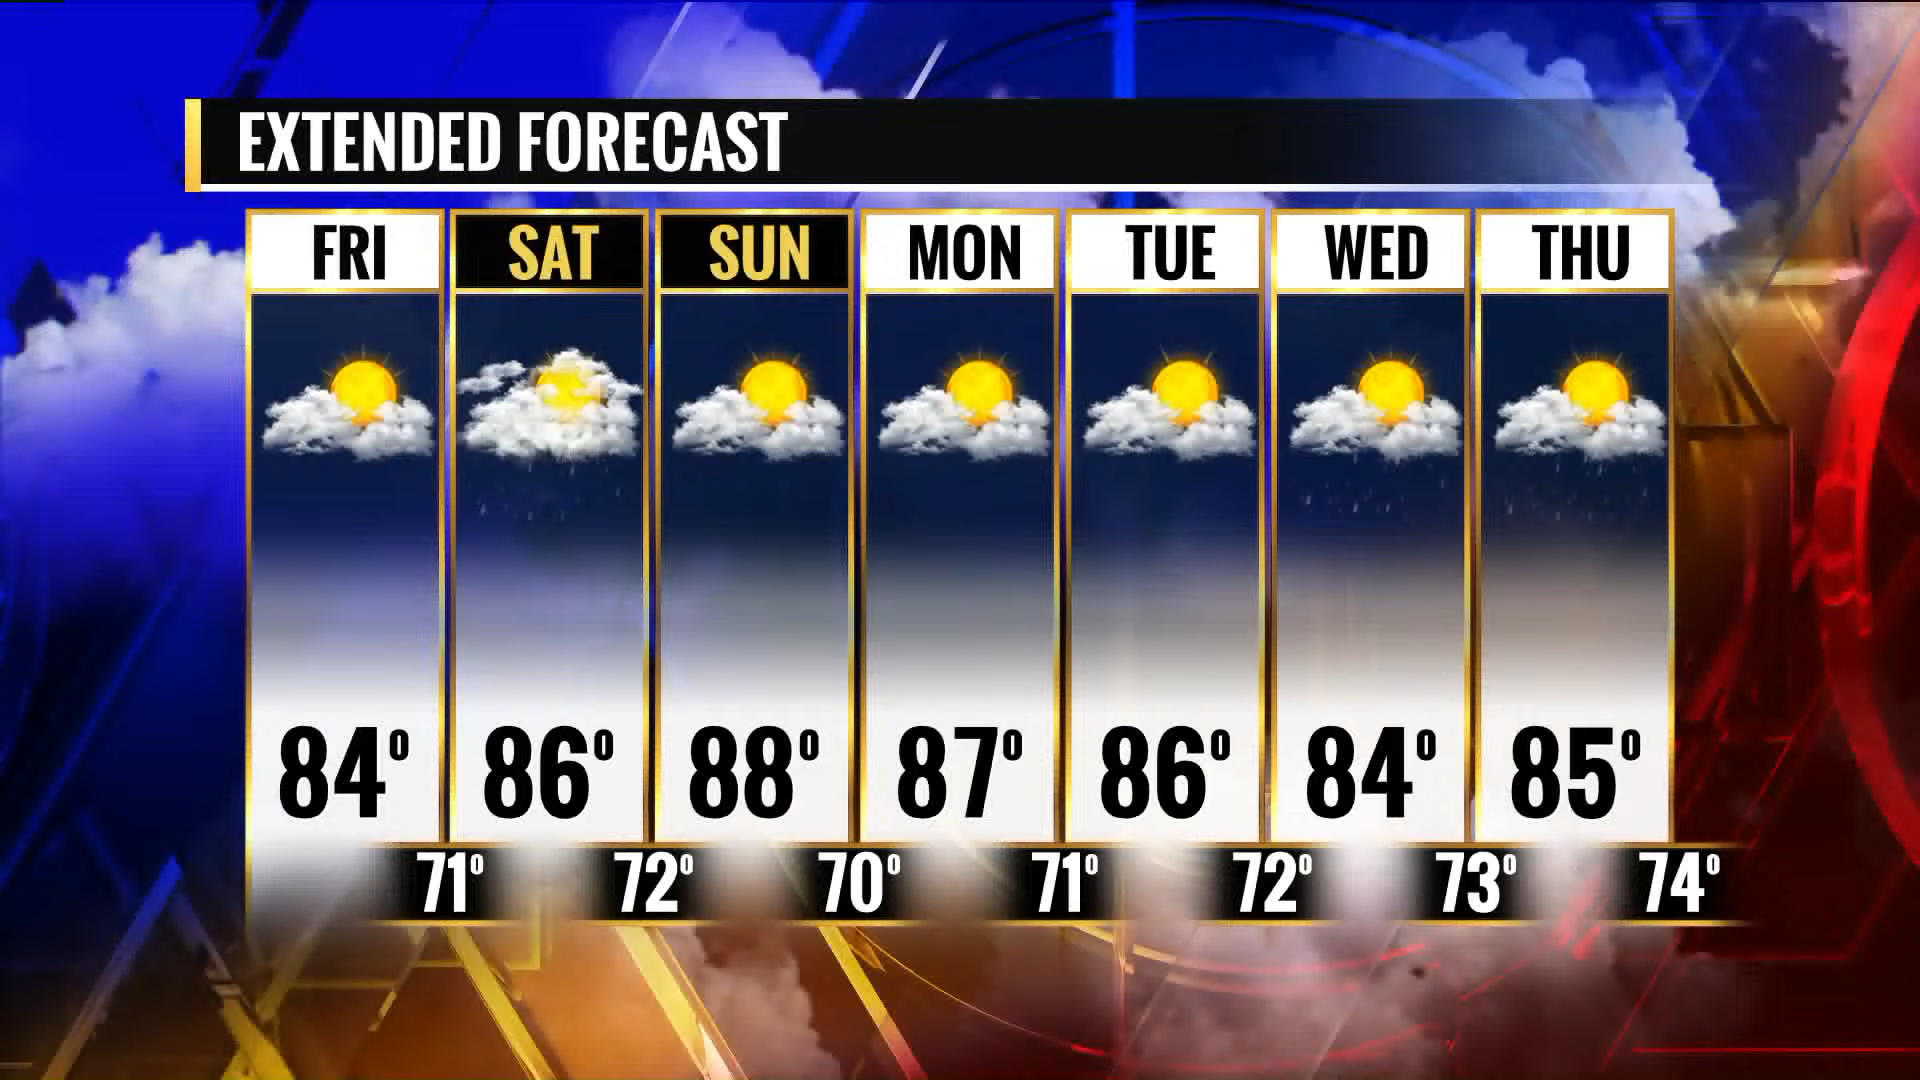 EXTENDED FORECAST
FRI SAT SUN MON TUE WED THU
84° 86° 88° 87° 86° 84° 85°
71° 72° 70° 71° 72° 73° 74°